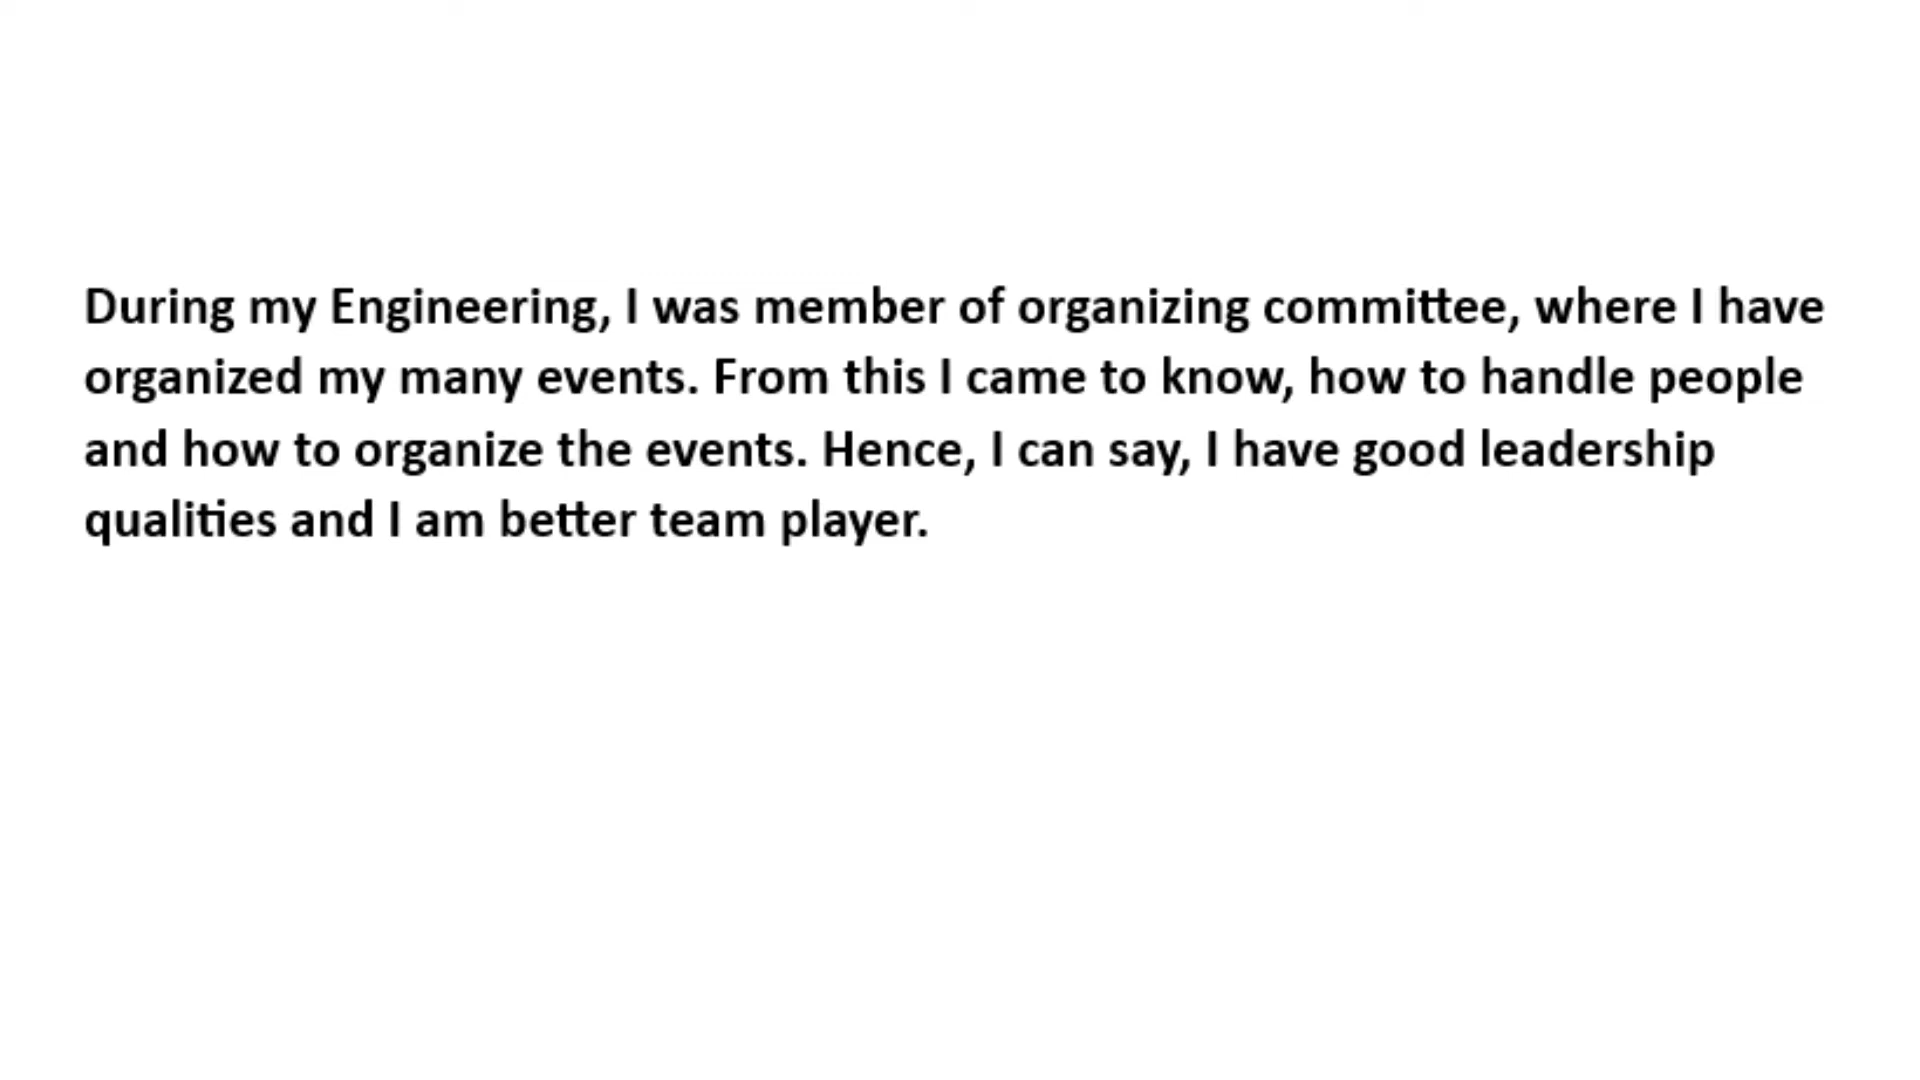 During my Engineering, I was member of organizing committee, where I have
organized my many events. From this I came to know, how to handle people
and how to organize the events. Hence, I can say, I have good leadership
qualities and I am better team player.